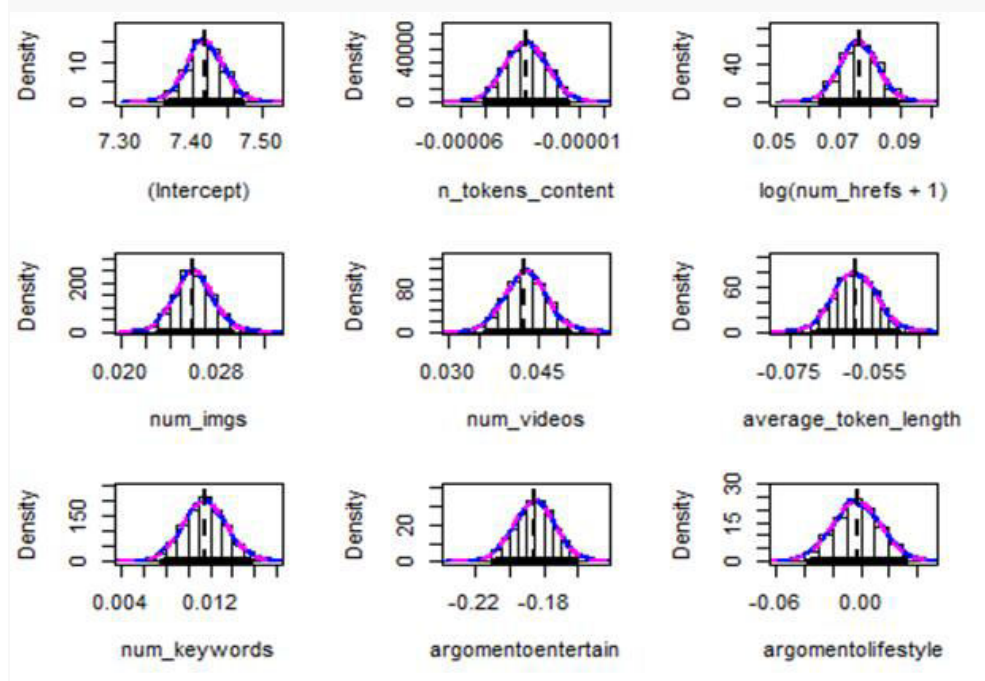 Density
0 10
7.30 7.40 7.50
(Intercept)
Density
0 4000
-0.00006 -0.00001
n_tokens_content
Density
0 40
0.05 0.07 0.09
log(num_hrefs + 1)
Density
0 200
0.020 0.028
num_imgs
Density
0 80
0.030 0.045
num_videos
Density
0 60
-0.075 -0.055
average_token_length
Density
0 150
0.004 0.012
num_keywords
Density
0 20
-0.22 -0.18
argomentoentertain
Density
0 15 30
-0.06 0.00
argomentolifestyle